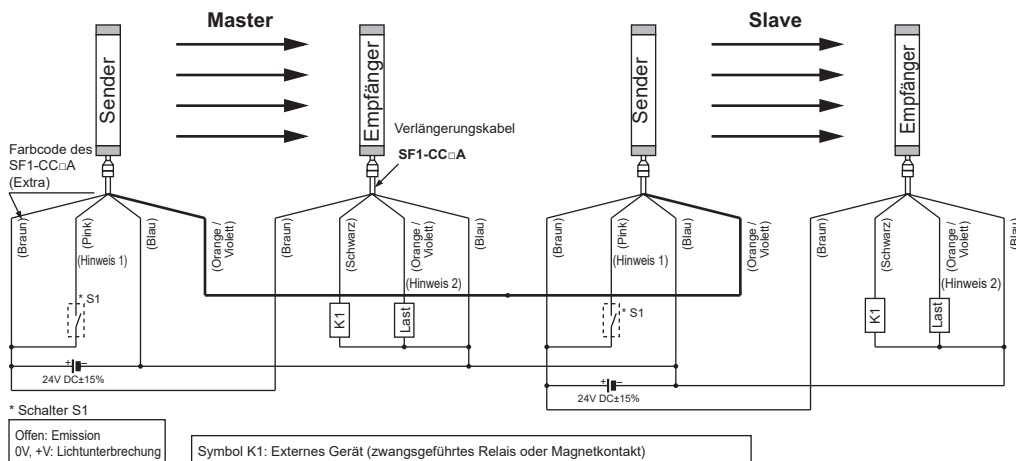 Master
Slave
Sender
Empfänger
Sender
Empfänger
Verlängerungskabel
SF1-CC□A
Farbcode des
SF1-CC□A
(Extra)
(Braun)
(Pink)
(Blau)
(Orange /
Violett)
(Braun)
(Schwarz)
(Orange /
Violett)
(Blau)
(Braun)
(Pink)
(Blau)
(Orange /
Violett)
(Braun)
(Schwarz)
(Orange /
Violett)
(Blau)
(Hinweis 1)
(Hinweis 2)
(Hinweis 1)
(Hinweis 2)
* S1
K1
Last
* S1
K1
Last
+ –
24V DC±15%
+ –
24V DC±15%
* Schalter S1
Offen: Emission
0V, +V: Lichtunterbrechung
Symbol K1: Externes Gerät (zwangsgeführtes Relais oder Magnetkontakt)